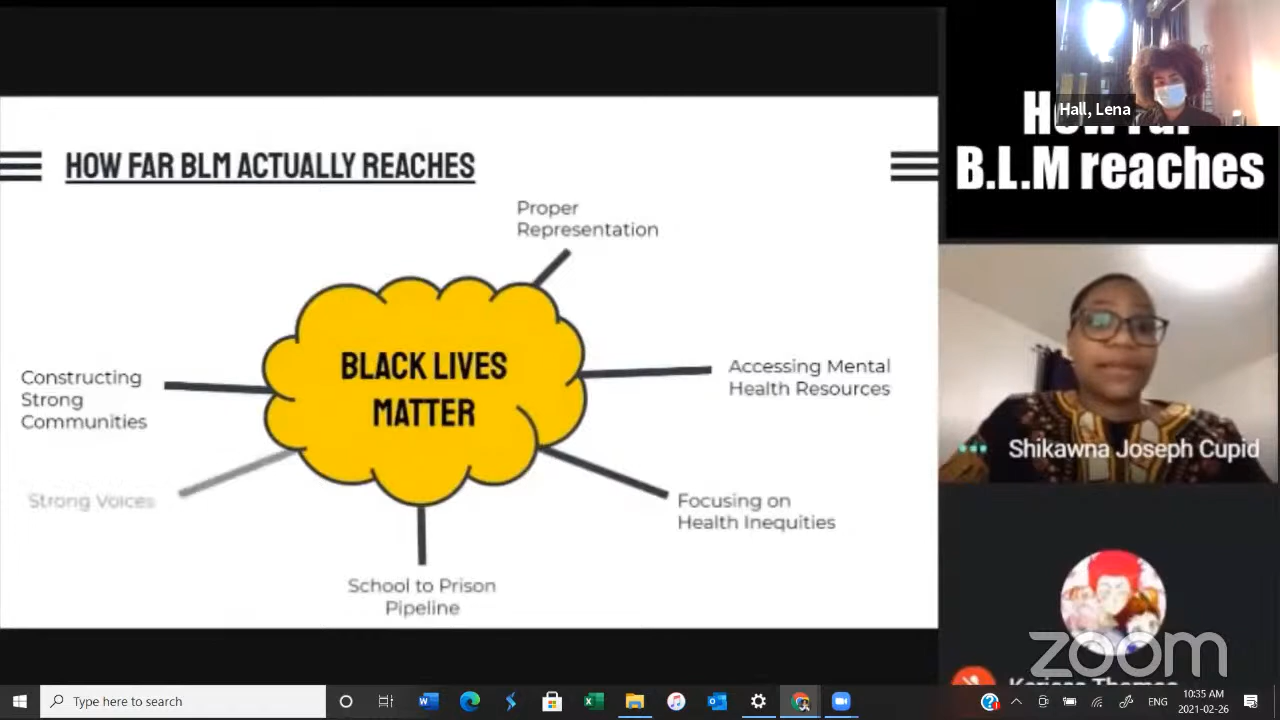 HOW FAR BLM ACTUALLY REACHES
Proper
Representation
BLACK LIVES
MATTER
Constructing
Strong
Communities
Accessing Mental
Health Resources
Strong Voices
Focusing on
Health Inequities
School to Prison
Pipeline
Hall, Lena
How far
B.L.M reaches
Shikawna Joseph Cupid
zoom
Type here to search
ENG
10:35 AM
2021-02-26